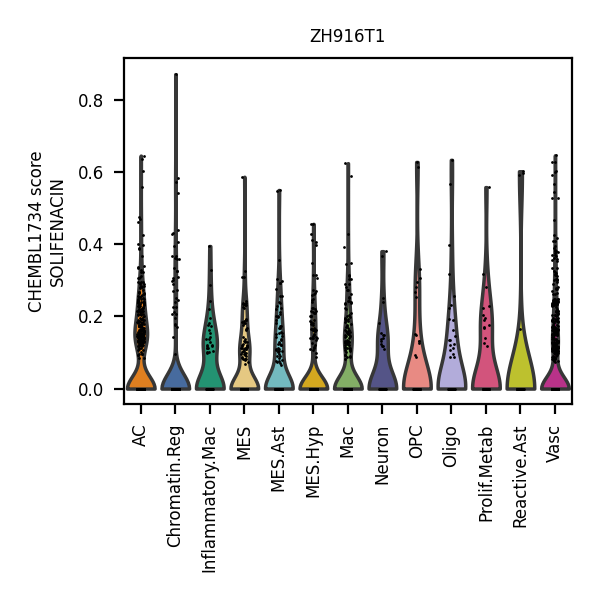 ZH916T1
CHEMBL1734 score
SOLIFENACIN
0.8
0.6
0.4
0.2
0.0
AC
Chromatin.Reg
Inflammatory.Mac
MES
MES.Ast
MES.Hyp
Mac
Neuron
OPC
Oligo
Prolif.Metab
Reactive.Ast
Vasc